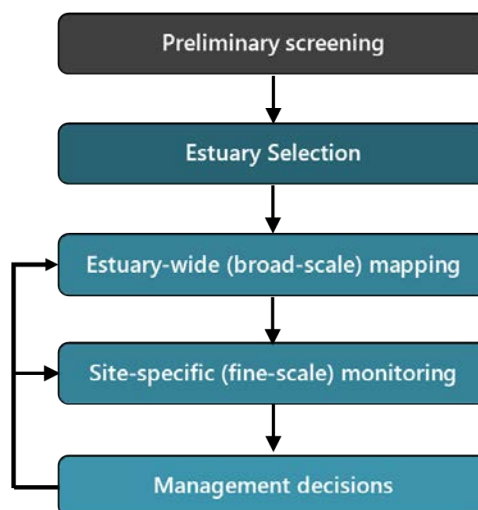 Preliminary screening
Estuary Selection
Estuary-wide (broad-scale) mapping
Site-specific (fine-scale) monitoring
Management decisions